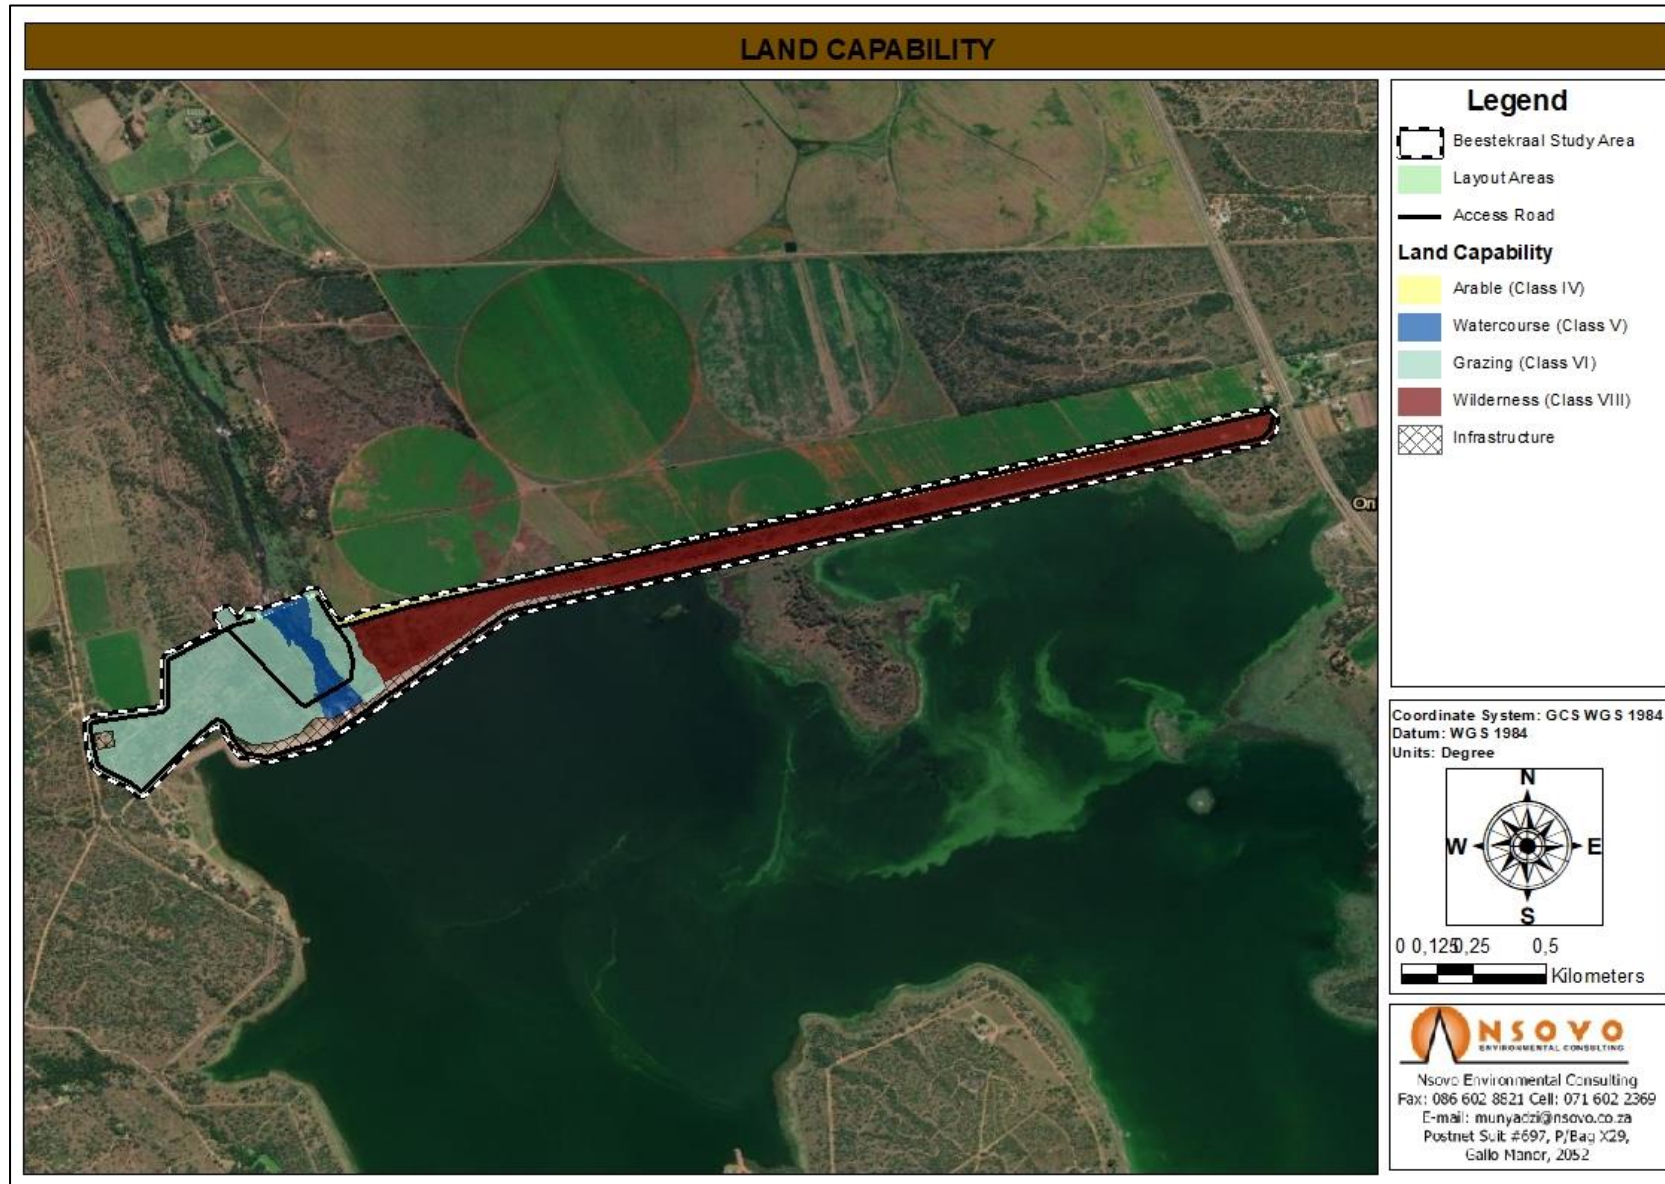 LAND CAPABILITY
On
Legend
Beestekraal Study Area
Layout Areas
Access Road
Land Capability
Arable (Class IV)
Watercourse (Class V)
Grazing (Class VI)
Wilderness (Class VIII)
Infrastructure
Coordinate System: GCS WGS 1984
Datum: WGS 1984
Units: Degree
N
W E
S
0 0,125 0,25 0,5
Kilometers
NSOVO
ENVIRONMENTAL CONSULTING
Nsovo Environmental Consulting
Fax: 086 602 8821 Cell: 071 602 2369
E-mail: munyadzi@nsovo.co.za
Postnet Suit #697, P/Bag X29,
Gallo Manor, 2052